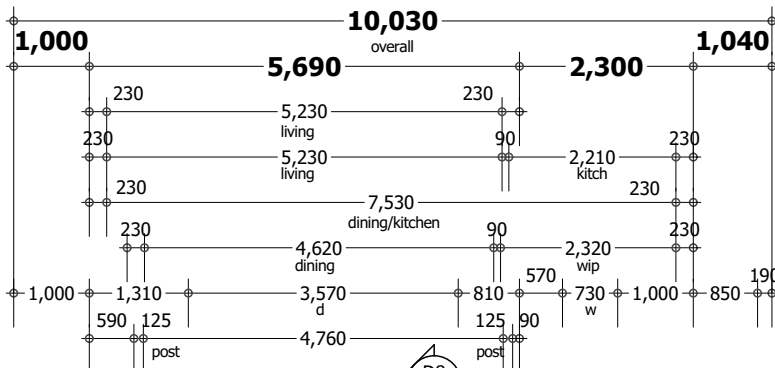 10,030
overall
1,000 1,040
5,690 2,300
230 5,230 230
living
230 5,230 90 2,210 230
living kitch
230 7,530 230
dining/kitchen
230 4,620 90 2,320 230
dining wip
1,000 1,310 3,570 810 570 730 1,000 850 190
d w
590 125 4,760 125 90
post post